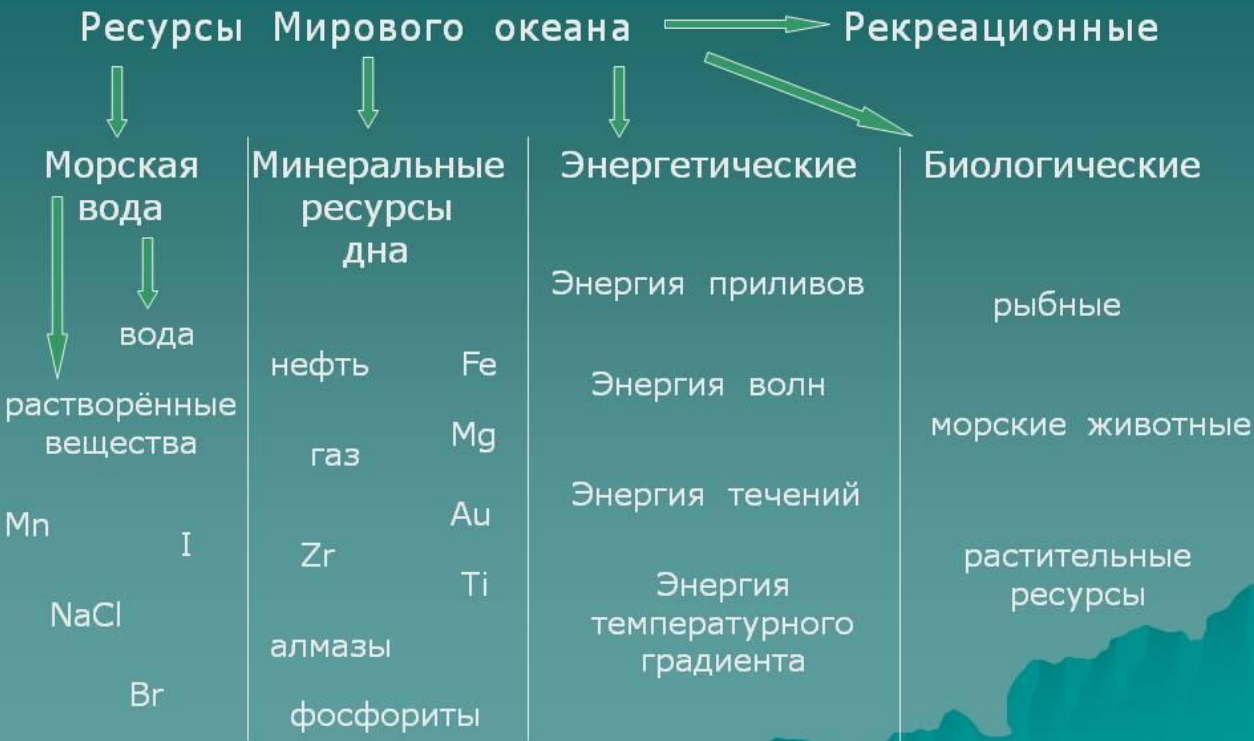 Ресурсы Мирового океана
Рекреационные
Морская
вода
вода
растворённые
вещества
Mn
I
NaCl
Br
Минеральные
ресурсы
дна
нефть
Fe
Mg
газ
Au
Zr
Ti
алмазы
фосфориты
Энергетические
Энергия приливов
Энергия волн
Энергия течений
Энергия
температурного
градиента
Биологические
рыбные
морские животные
растительные
ресурсы